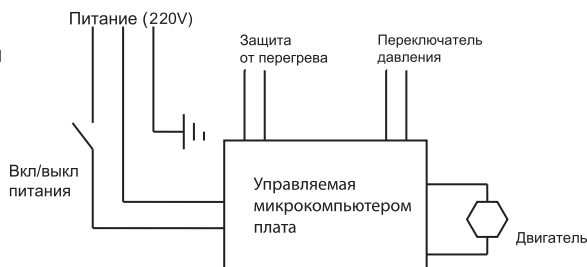 Питание (220V)
Защита
от перегрева
Переключатель
давления
Вкл/выкл
питания
Управляемая
микрокомпьютером
плата
Двигатель